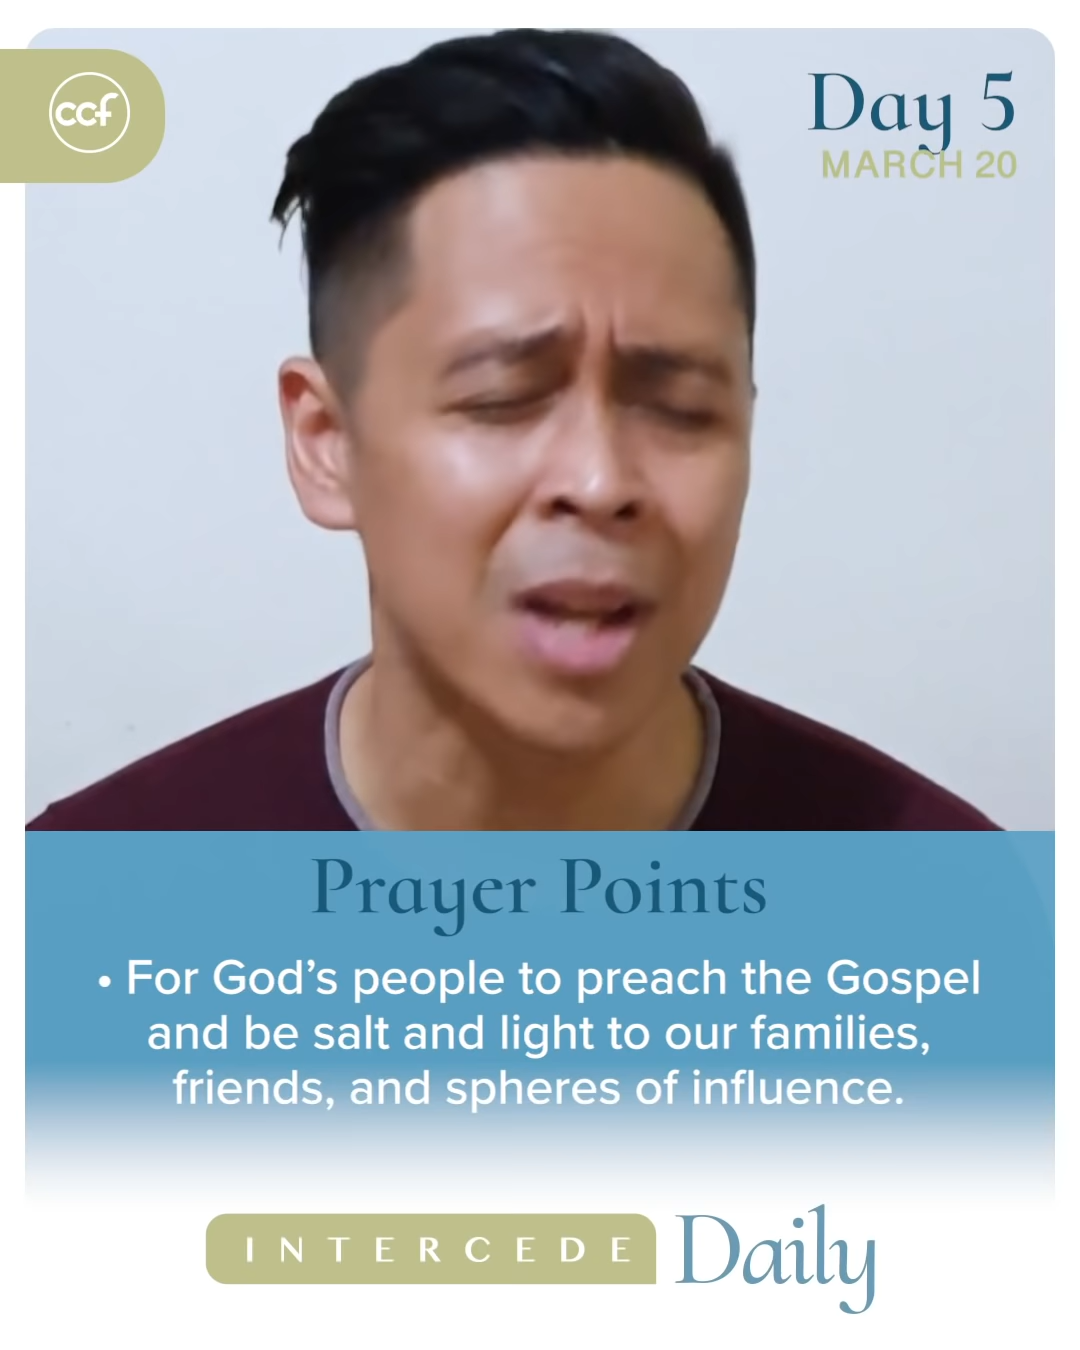 ccf
Day 5
MARCH 20
Prayer Points
• For God’s people to preach the Gospel
and be salt and light to our families,
friends, and spheres of influence.
INTERCEDE Daily